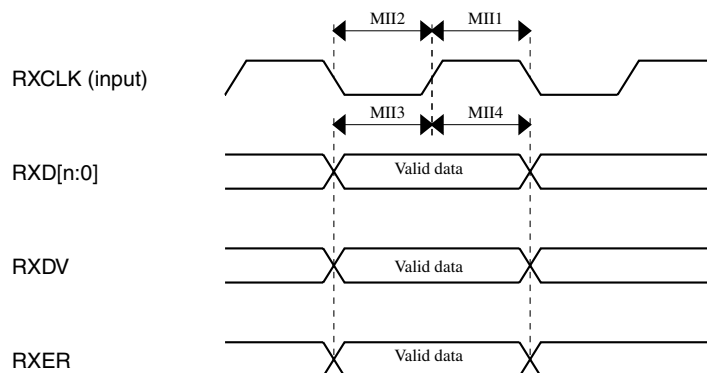 MII2 MII1
RXCLK (input)
MII3 MII4
RXD[n:0] Valid data
RXDV Valid data
RXER Valid data